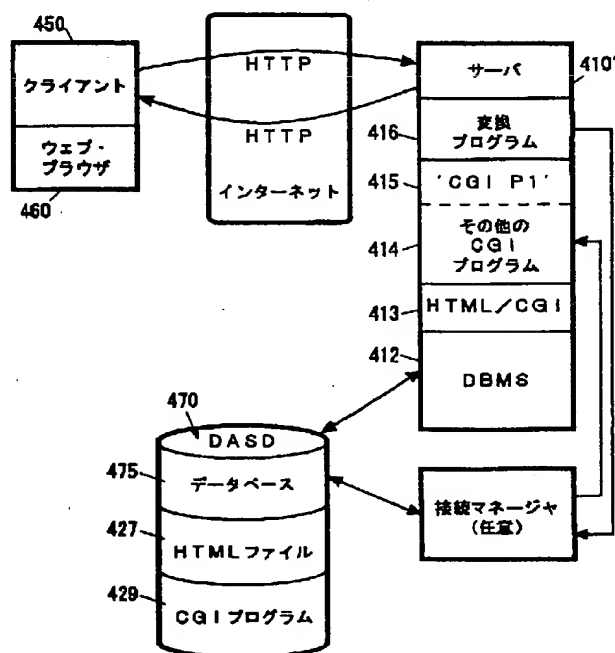 450
クライアント
ウェブ・
ブラウザ
460
HTTP
HTTP
インターネット
サーバ
410'
変換
プログラム
416
'CGI P1'
415
その他の
CGI
プログラム
414
HTML/CGI
413
412
DBMS
470
DASD
475
データベース
427
HTMLファイル
429
CGIプログラム
接続マネージャ
(任意)